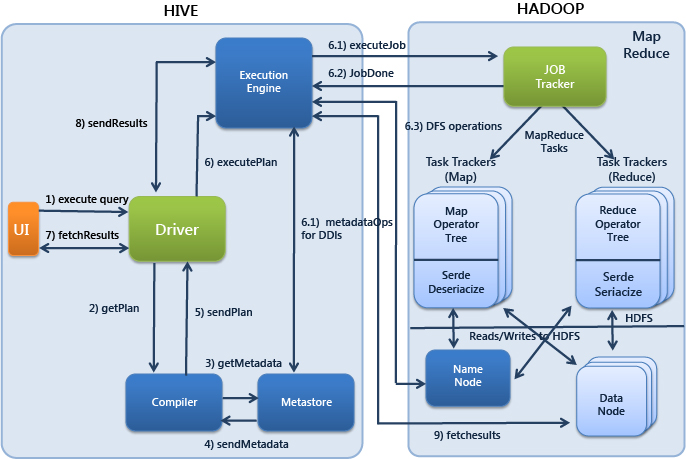 HIVE
HADOOP
Map
Reduce
6.1) executeJob
6.2) JobDone
Execution
Engine
JOB
Tracker
8) sendResults
6.3) DFS operations
MapReduce
Tasks
6) executePlan
Task Trackers
(Map)
Task Trackers
(Reduce)
1) execute query
UI
7) fetchResults
Driver
6.1)  metadataOps
for DDIs
Map
Operator
Tree
Serde
Deseriacize
Reduce
Operator
Tree
Serde
Seriacize
2) getPlan
5) sendPlan
HDFS
Reads/Writes to HDFS
3) getMetadata
Name
Node
Compiler
Metastore
Data
Node
4) sendMetadata
9) fetchesults